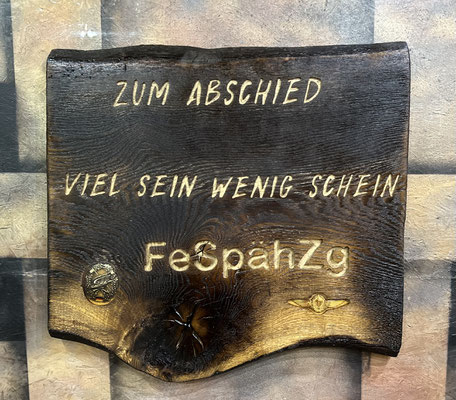 ZUM ABSCHIED
VIEL SEIN WENIG SCHEIN
FeSpähZg